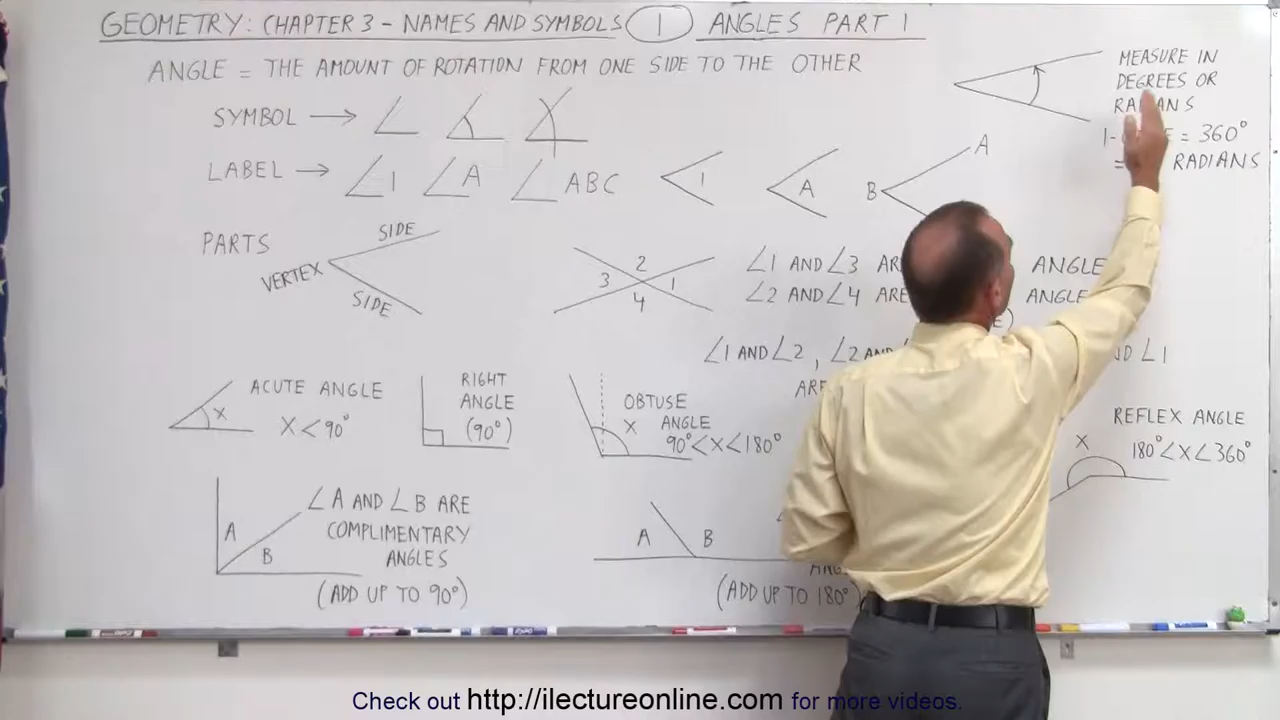 GEOMETRY: CHAPTER 3 - NAMES AND SYMBOLS 1 ANGLES PART 1
ANGLE = THE AMOUNT OF ROTATION FROM ONE SIDE TO THE OTHER
MEASURE IN
DEGREES OR
RADIANS
= 360°
= RADIANS
SYMBOL →
LABEL → ∠1 ∠A ∠ABC
1
A
B
A
PARTS
VERTEX
SIDE
SIDE
1
2
3
4
∠1 AND ∠3 ANGLE
∠2 AND ∠4 ARE ANGLE
∠1 AND ∠2, ∠2 AND ∠1
ARE
X
ACUTE ANGLE
X < 90°
RIGHT
ANGLE
(90°)
OBTUSE
ANGLE
X
90° < X < 180°
REFLEX ANGLE
X
180° < X < 360°
A
B
∠A AND ∠B ARE
COMPLIMENTARY
ANGLES
(ADD UP TO 90°)
A B
(ADD UP TO 180°
Check out http://ilectureonline.com for more videos.